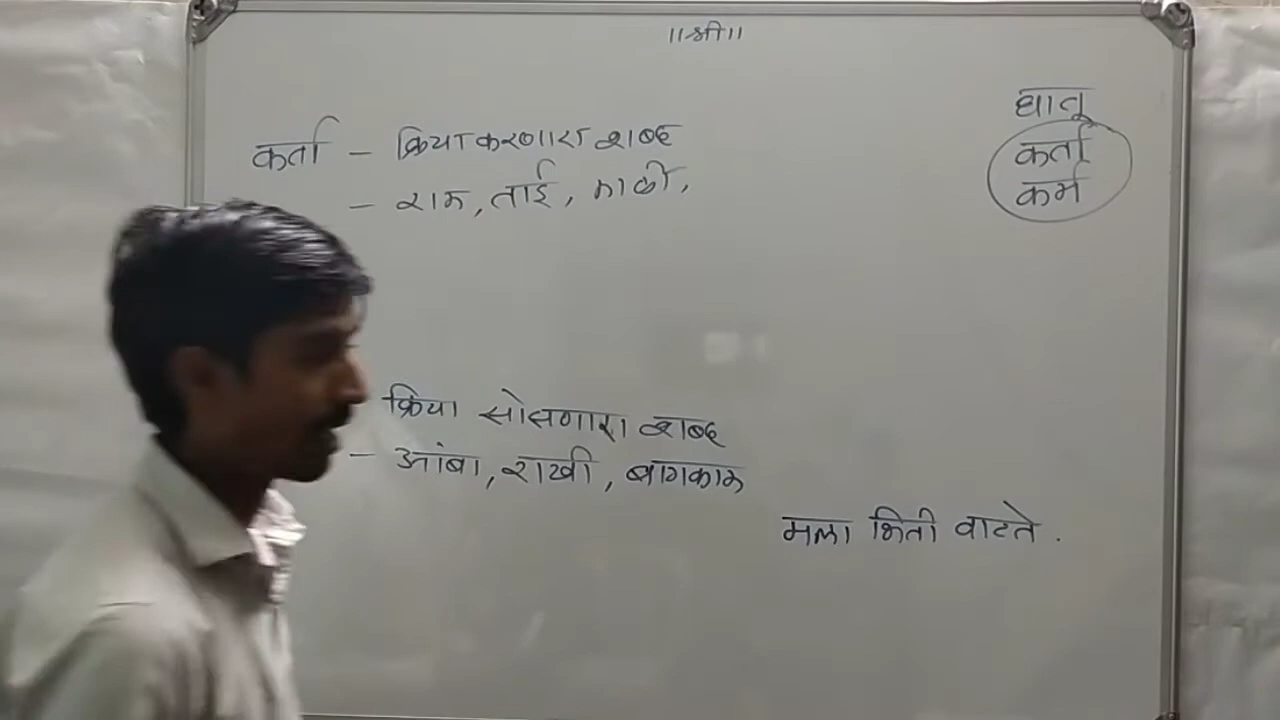 ॥श्री॥
धातू
कर्ता
कर्म
कर्ता – क्रिया करणारा शब्द
– राम, ताई, माळी,
क्रिया सोसणारा शब्द
– आंबा, राखी, बागकाम
मला भिती वाटते.